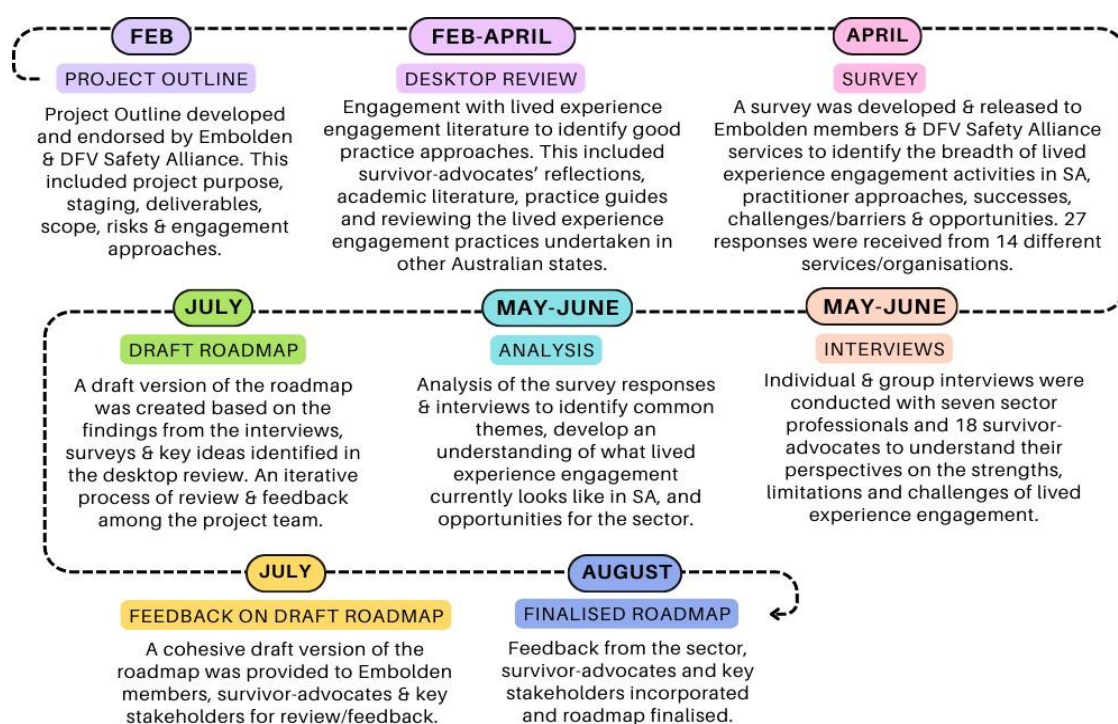 FEB
PROJECT OUTLINE
Project Outline developed
and endorsed by Embolden
& DFV Safety Alliance. This
included project purpose,
staging, deliverables,
scope, risks & engagement
approaches.
FEB-APRIL
DESKTOP REVIEW
Engagement with lived experience
engagement literature to identify good
practice approaches. This included
survivor-advocates' reflections,
academic literature, practice guides
and reviewing the lived experience
engagement practices undertaken in
other Australian states.
APRIL
SURVEY
A survey was developed & released to
Embolden members & DFV Safety Alliance
services to identify the breadth of lived
experience engagement activities in SA,
practitioner approaches, successes,
challenges/barriers & opportunities. 27
responses were received from 14 different
services/organisations.
MAY-JUNE
INTERVIEWS
Individual & group interviews were
conducted with seven sector
professionals and 18 survivor-
advocates to understand their
perspectives on the strengths,
limitations and challenges of lived
experience engagement.
MAY-JUNE
ANALYSIS
Analysis of the survey responses
& interviews to identify common
themes, develop an
understanding of what lived
experience engagement
currently looks like in SA, and
opportunities for the sector.
JULY
DRAFT ROADMAP
A draft version of the roadmap
was created based on the
findings from the interviews,
surveys & key ideas identified in
the desktop review. An iterative
process of review & feedback
among the project team.
JULY
FEEDBACK ON DRAFT ROADMAP
A cohesive draft version of the
roadmap was provided to Embolden
members, survivor-advocates & key
stakeholders for review/feedback.
AUGUST
FINALISED ROADMAP
Feedback from the sector,
survivor-advocates and key
stakeholders incorporated
and roadmap finalised.